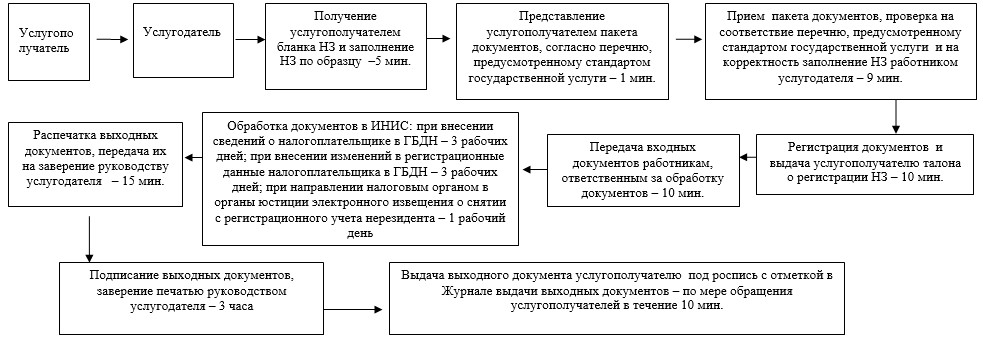 Услугопо
лучатель
Услугодатель
Получение
услугополучателем
бланка НЗ и заполнение
НЗ по образцу –5 мин.
Представление
услугополучателем пакета
документов, согласно перечню,
предусмотренному стандартом
государственной услуги – 1 мин.
Прием пакета документов, проверка на
соответствие перечню, предусмотренному
стандартом государственной услуги и на
корректность заполнение НЗ работником
услугодателя – 9 мин.
Регистрация документов и
выдача услугополучателю талона
о регистрации НЗ – 10 мин.
Передача входных
документов работникам,
ответственным за обработку
документов – 10 мин.
Обработка документов в ИНИС: при внесении
сведений о налогоплательщике в ГБДН – 3 рабочих
дней; при внесении изменений в регистрационные
данные налогоплательщика в ГБДН – 3 рабочих
дней; при направлении налоговым органом в
органы юстиции электронного извещения о снятии
с регистрационного учета нерезидента – 1 рабочий
день
Распечатка выходных
документов, передача их
на заверение руководству
услугодателя – 15 мин.
Подписание выходных документов,
заверение печатью руководством
услугодателя – 3 часа
Выдача выходного документа услугополучателю под роспись с отметкой в
Журнале выдачи выходных документов – по мере обращения
услугополучателей в течение 10 мин.